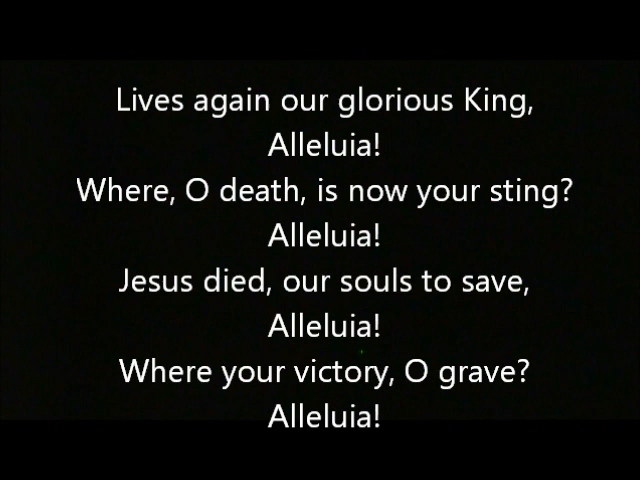 Lives again our glorious King,
Alleluia!
Where, O death, is now your sting?
Alleluia!
Jesus died, our souls to save,
Alleluia!
Where your victory, O grave?
Alleluia!